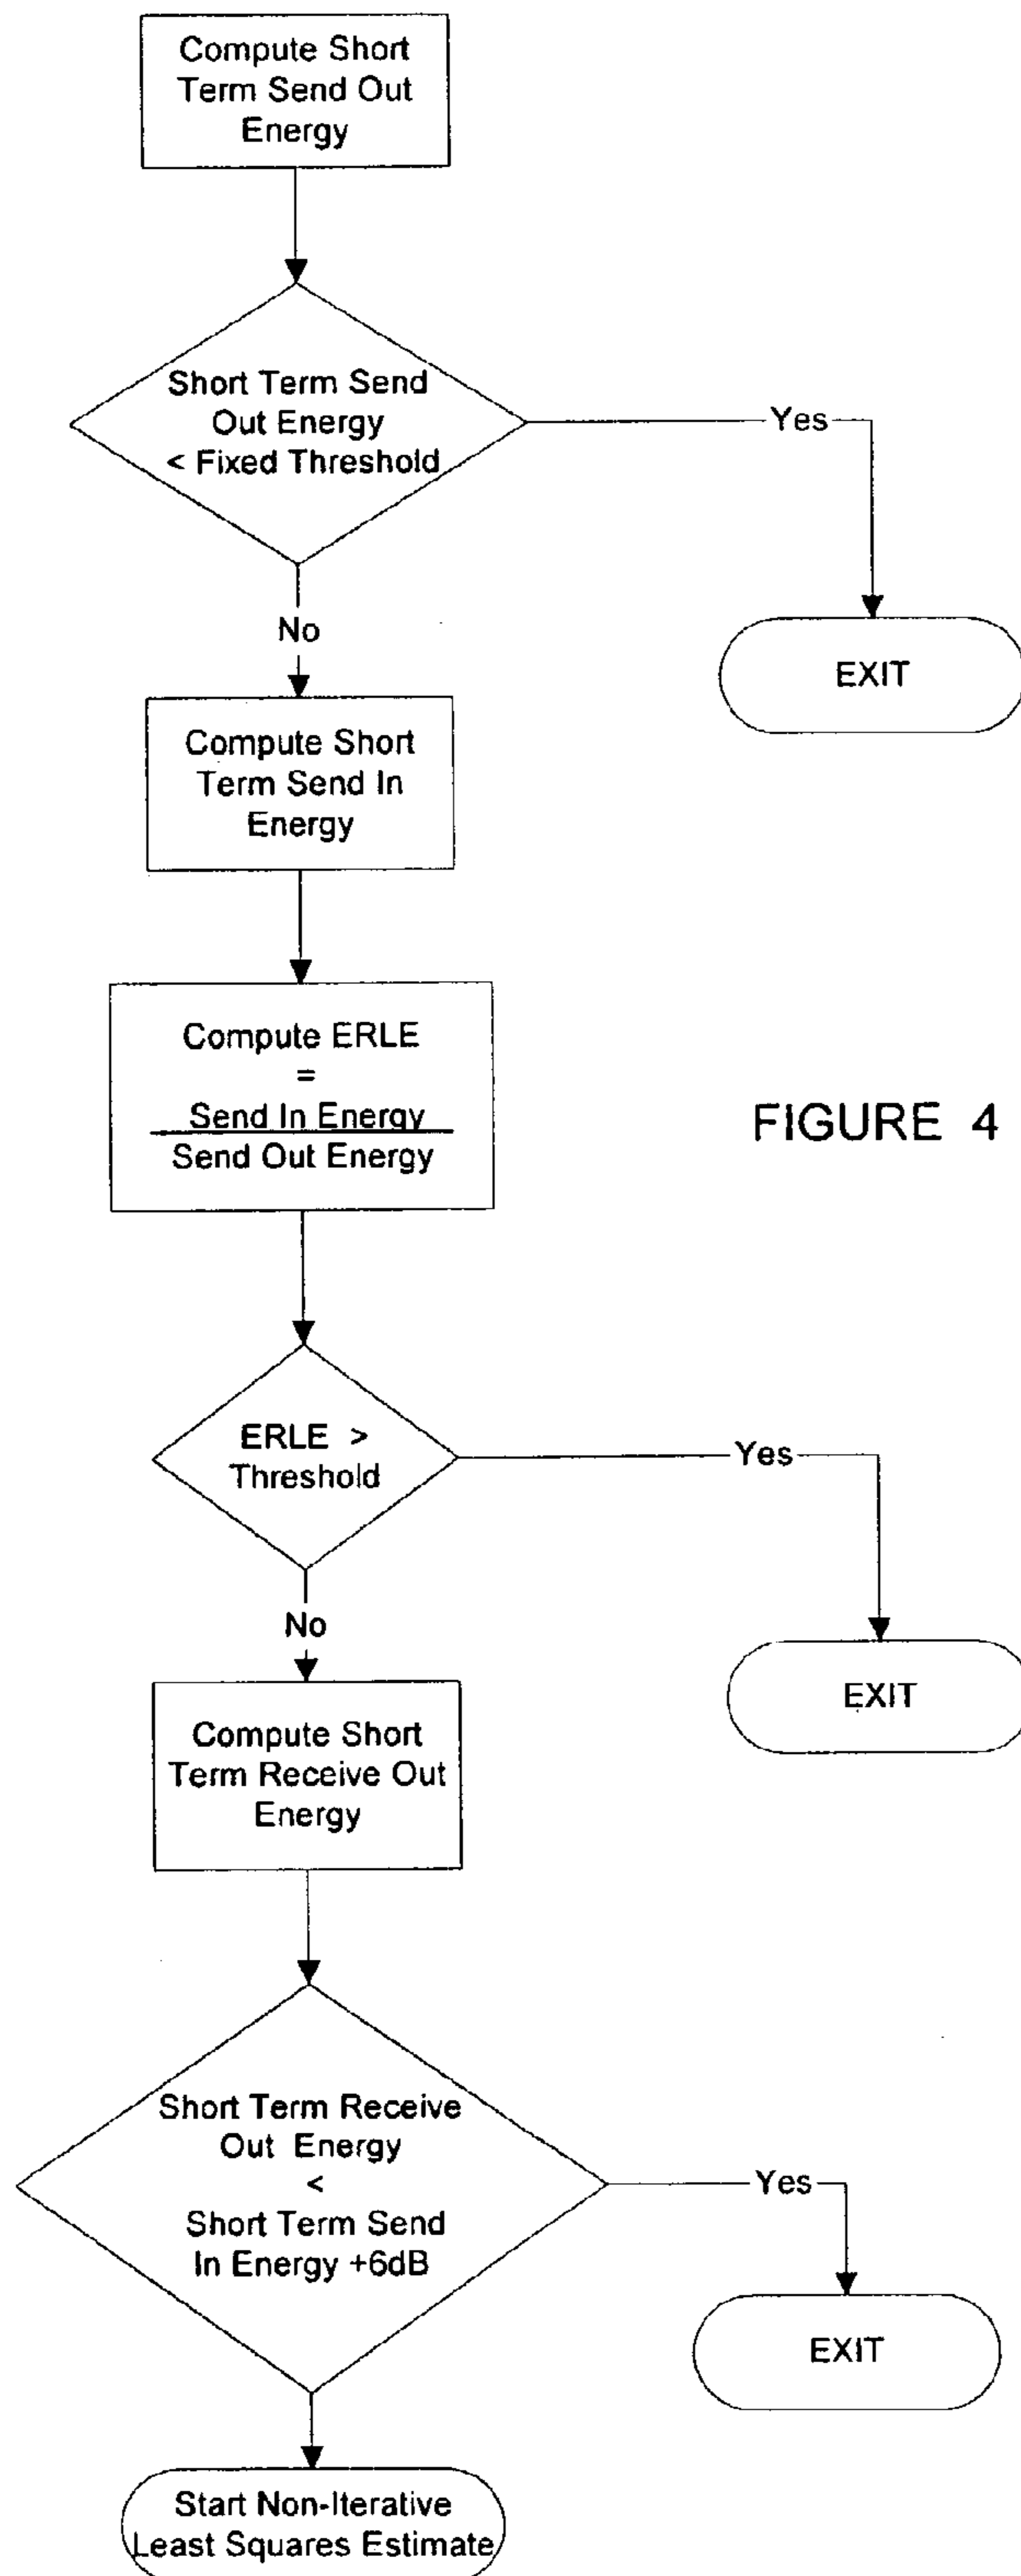 Compute Short
Term Send Out
Energy
Short Term Send
Out Energy
< Fixed Threshold
Yes
EXIT
No
Compute Short
Term Send In
Energy
Compute ERLE
=
Send In Energy
Send Out Energy
FIGURE 4
ERLE >
Threshold
Yes
EXIT
No
Compute Short
Term Receive Out
Energy
Short Term Receive
Out Energy
<
Short Term Send
In Energy +6dB
Yes
EXIT
Start Non-Iterative
Least Squares Estimate